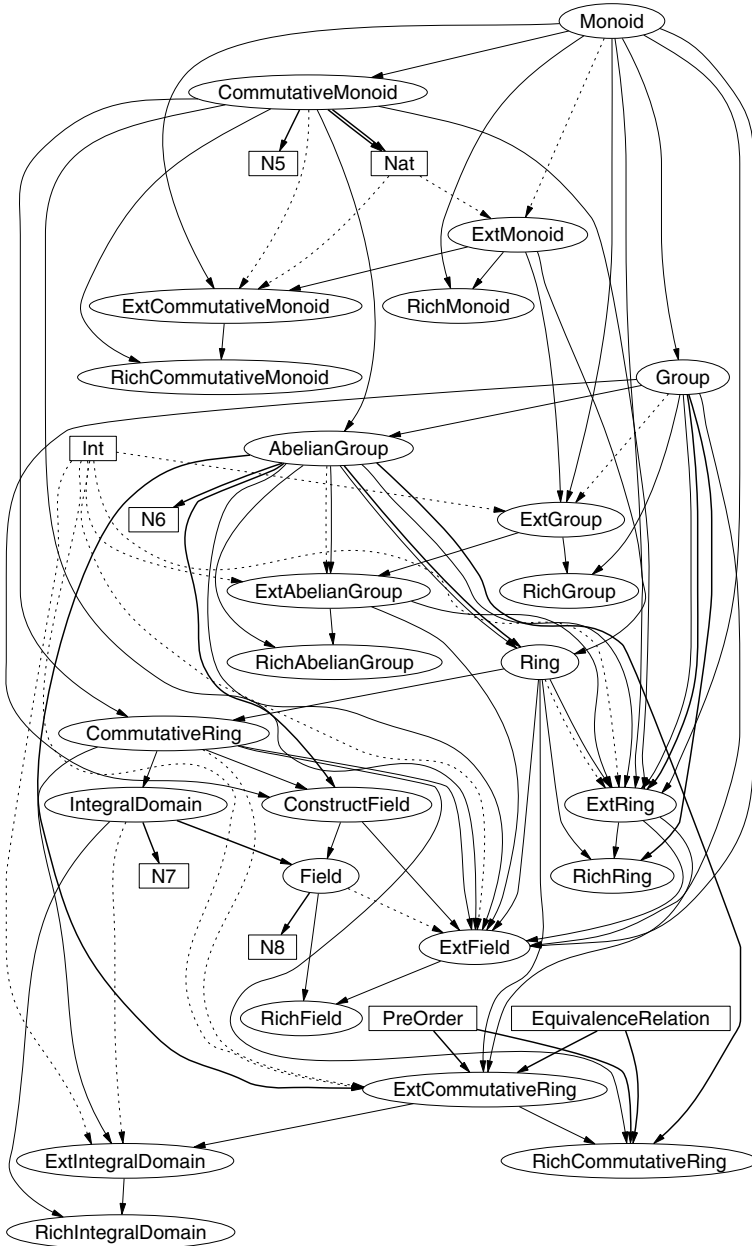 Monoid
CommutativeMonoid
N5
Nat
ExtMonoid
ExtCommutativeMonoid
RichMonoid
RichCommutativeMonoid
Group
Int
AbelianGroup
N6
ExtGroup
ExtAbelianGroup
RichGroup
RichAbelianGroup
Ring
CommutativeRing
IntegralDomain
ConstructField
ExtRing
N7
Field
RichRing
N8
ExtField
RichField
PreOrder
EquivalenceRelation
ExtCommutativeRing
ExtIntegralDomain
RichCommutativeRing
RichIntegralDomain